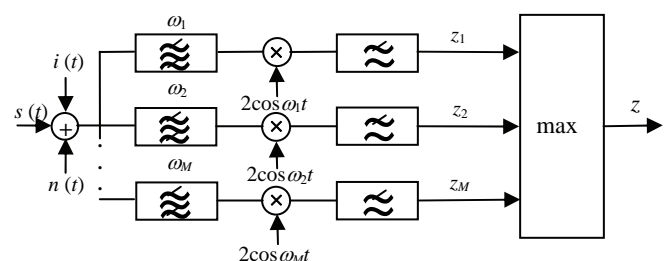 ω1
z1
i (t)
2cosω1t
ω2
s (t)
+
z2
max
z
n (t)
2cosω2t
ωM
zM
2cosωMt